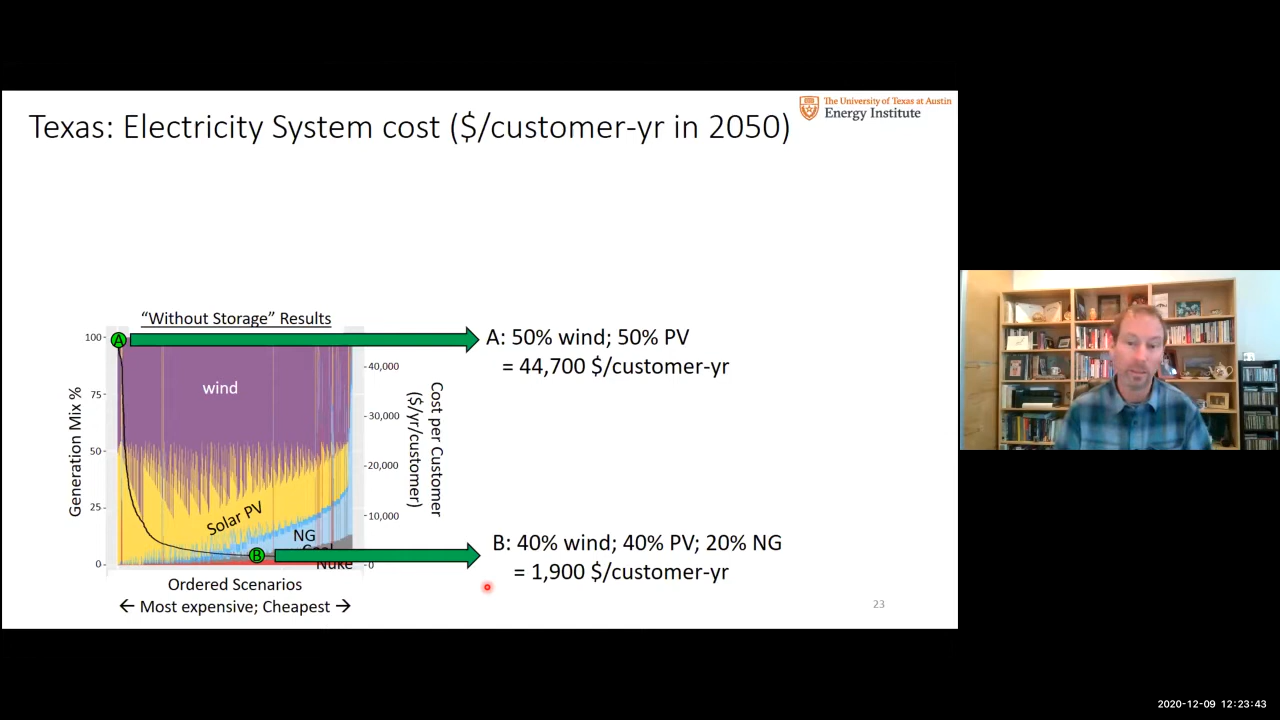 Texas: Electricity System cost ($/customer-yr in 2050)
The University of Texas at Austin
Energy Institute
“Without Storage” Results
A
A: 50% wind; 50% PV
= 44,700 $/customer-yr
100
75
50
25
0
Generation Mix %
wind
Solar PV
NG
Coal
Nuke
B
40,000
30,000
20,000
10,000
0
Cost per Customer
($/yr/customer)
B: 40% wind; 40% PV; 20% NG
= 1,900 $/customer-yr
Ordered Scenarios
← Most expensive; Cheapest →
23
2020-12-09 12:23:43